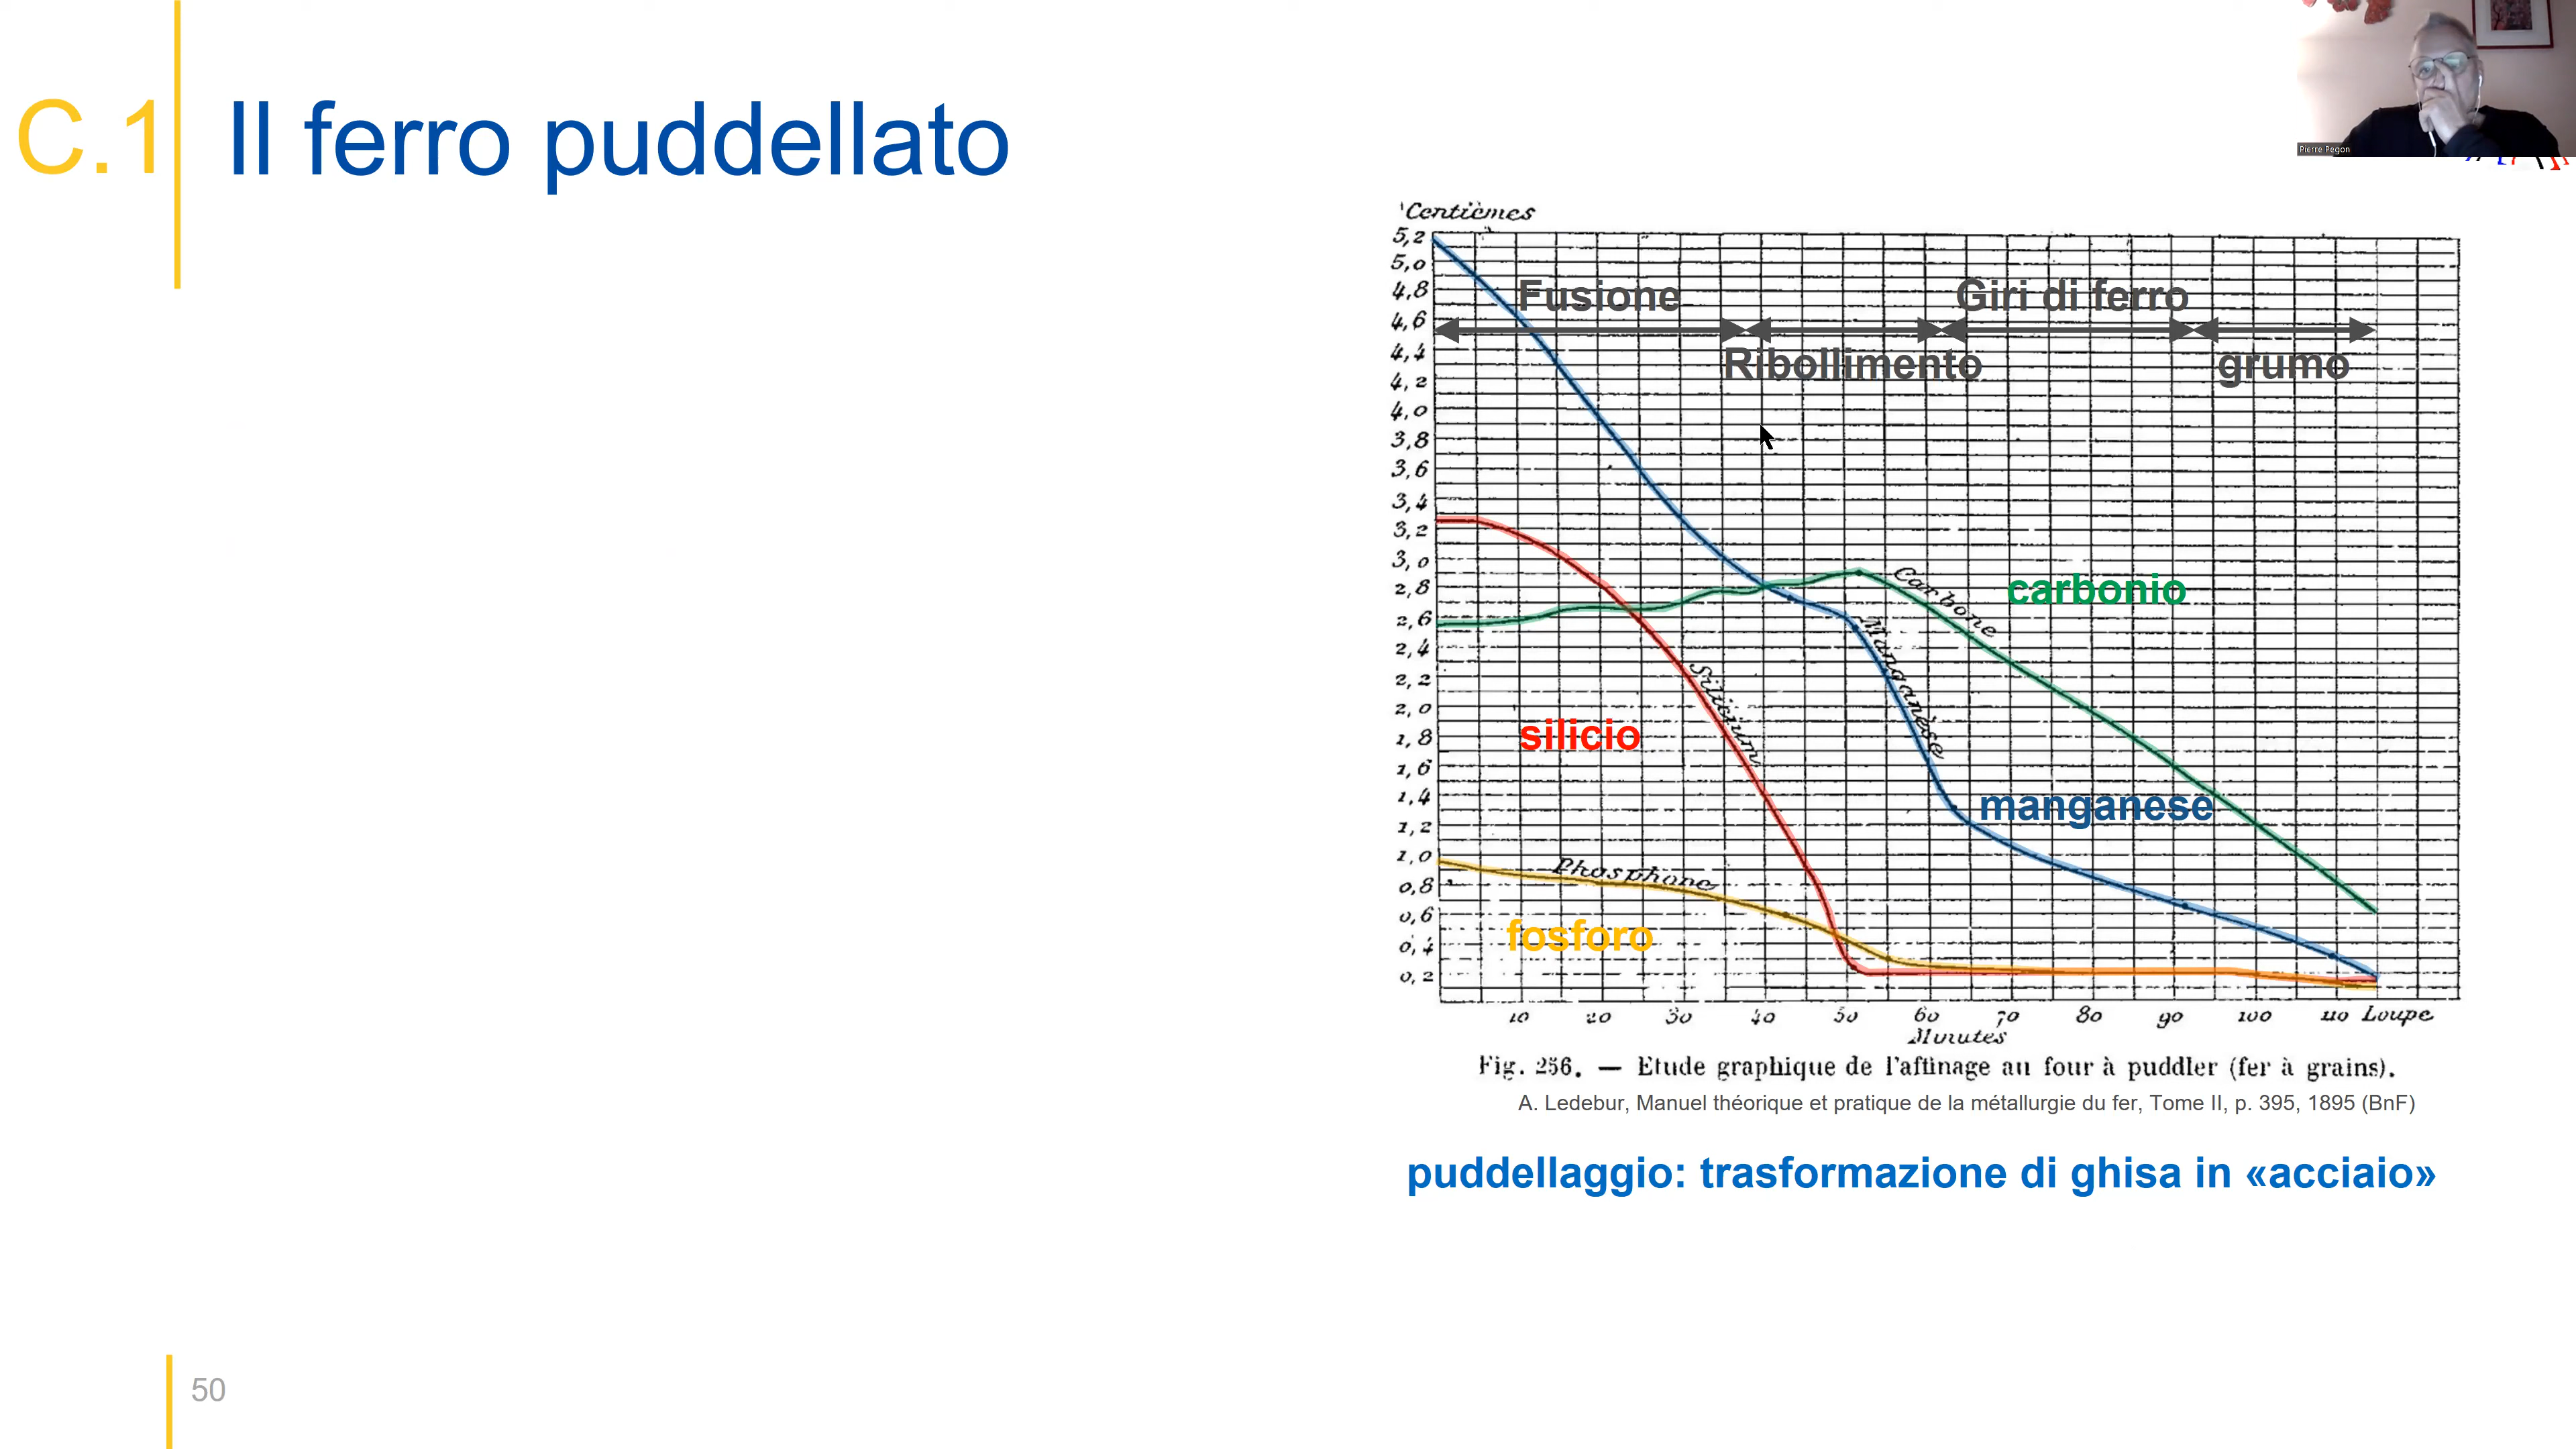 C.1 Il ferro puddellato
Pierre Pegon
Centièmes
5,2
5,0
4,8
4,6
4,4
4,2
4,0
3,8
3,6
3,4
3,2
3,0
2,8
2,6
2,4
2,2
2,0
1,8
1,6
1,4
1,2
1,0
0,8
0,6
0,4
0,2
Fusione
Giri di ferro
Ribollimento
grumo
Carbone
carbonio
Manganèse
Silicium
silicio
manganese
Phosphore
fosforo
10 20 30 40 50 60 70 80 90 100 110 Loupe
Minutes
Fig. 256. — Etude graphique de l'affinage au four à puddler (fer à grains).
A. Ledebur, Manuel théorique et pratique de la métallurgie du fer, Tome II, p. 395, 1895 (BnF)
puddellaggio: trasformazione di ghisa in «acciaio»
50